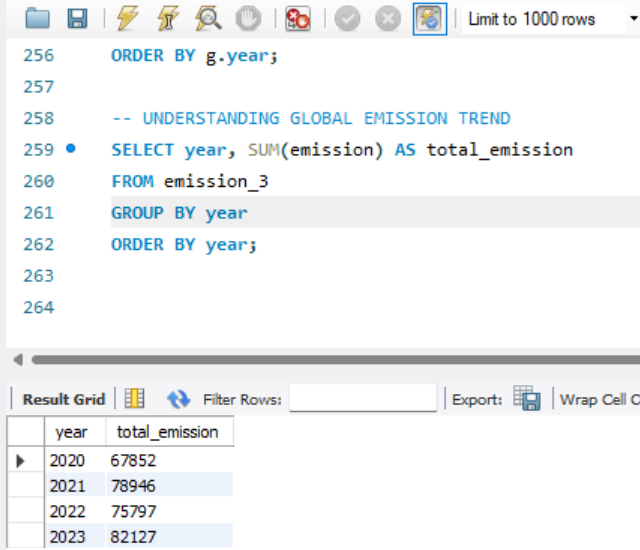 Limit to 1000 rows
256 ORDER BY g.year;
257
258 -- UNDERSTANDING GLOBAL EMISSION TREND
259 SELECT year, SUM(emission) AS total_emission
260 FROM emission_3
261 GROUP BY year
262 ORDER BY year;
263
264
Result Grid Filter Rows: Export: Wrap Cell C
year total_emission
2020 67852
2021 78946
2022 75797
2023 82127